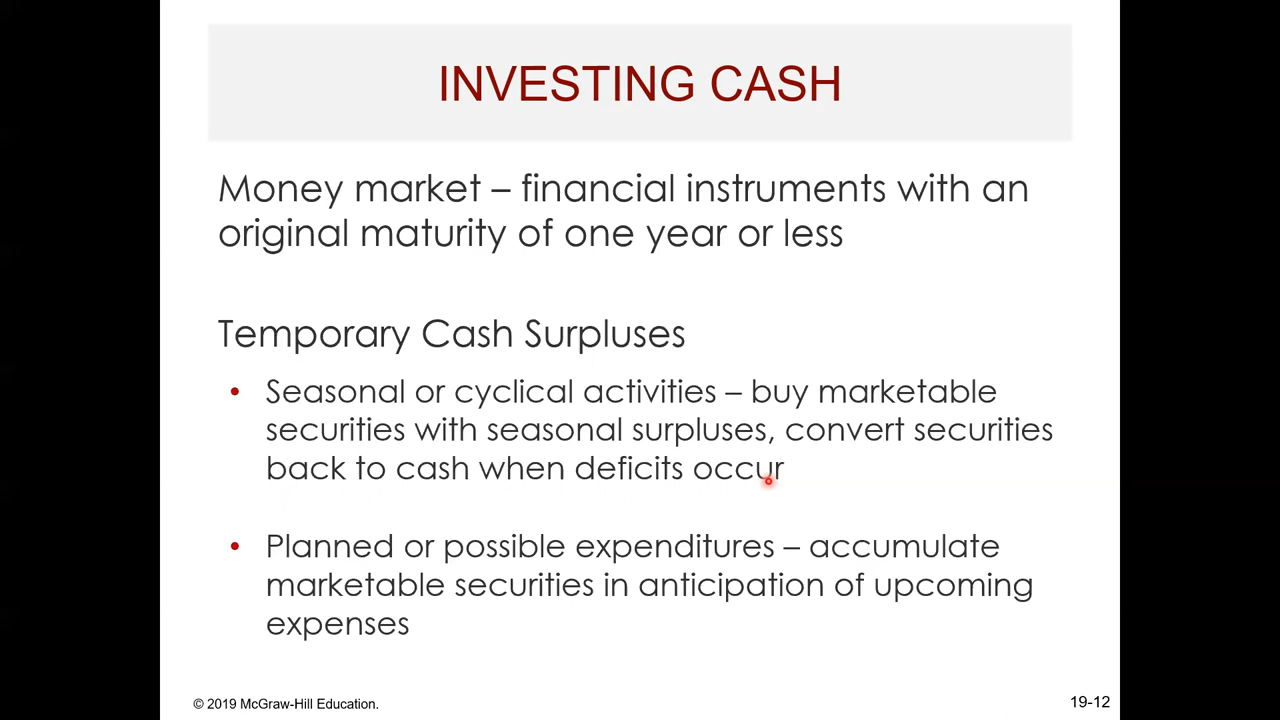 INVESTING CASH
Money market – financial instruments with an
original maturity of one year or less
Temporary Cash Surpluses
• Seasonal or cyclical activities – buy marketable
securities with seasonal surpluses, convert securities
back to cash when deficits occur
• Planned or possible expenditures – accumulate
marketable securities in anticipation of upcoming
expenses
© 2019 McGraw-Hill Education.
19-12